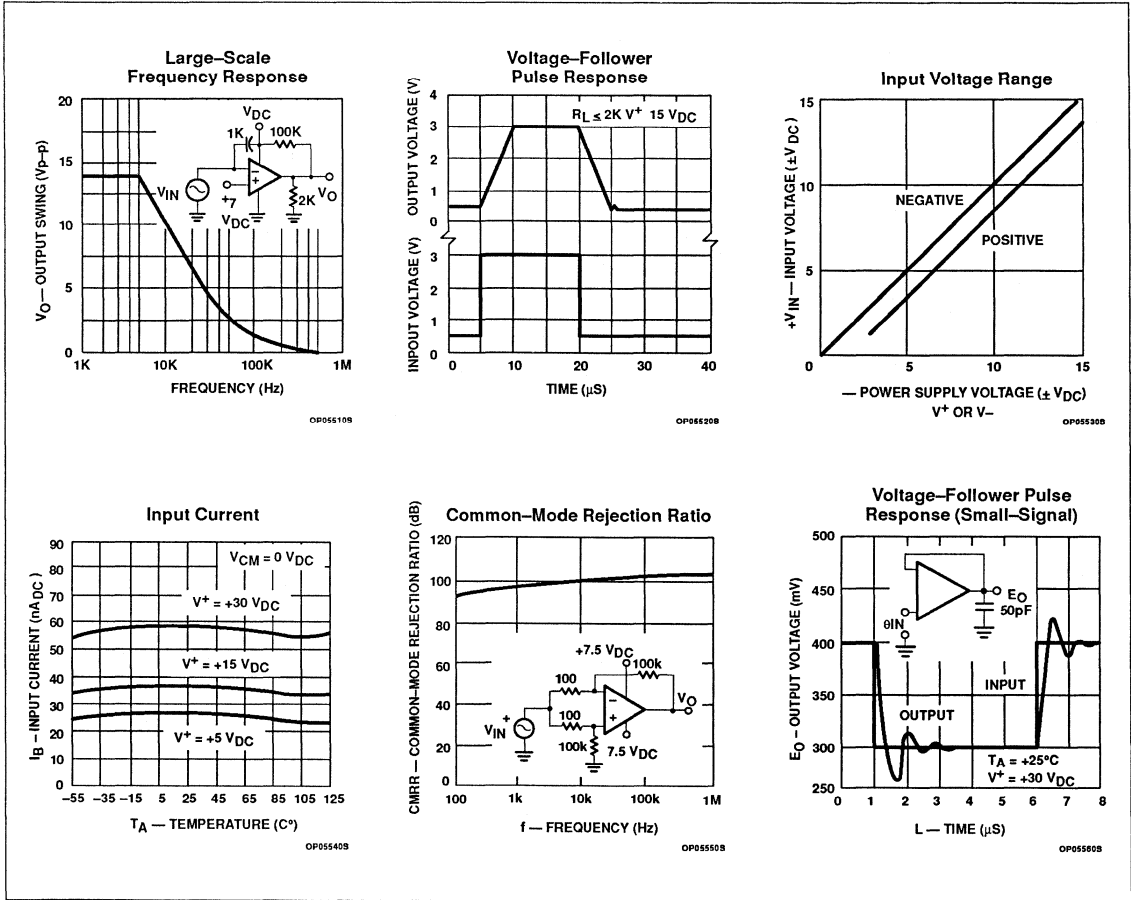 Large–Scale
Frequency Response
VO — OUTPUT SWING (Vp–p)
20
15
10
5
0
1K 10K 100K 1M
FREQUENCY (Hz)
VDC
1K
100K
VIN
+7
VDC
2K
VO
−
+
OP05510S
Voltage–Follower
Pulse Response
OUTPUT VOLTAGE (V)
4
3
2
1
0
RL ≤ 2K V+ 15 VDC
INPOUT VOLTAGE (V)
3
2
1
0
0 10 20 30 40
TIME (µS)
OP05520S
Input Voltage Range
+VIN — INPUT VOLTAGE (±VDC)
15
10
5
0
NEGATIVE
POSITIVE
5 10 15
— POWER SUPPLY VOLTAGE (± VDC)
V+ OR V–
OP05530S
Input Current
IB – INPUT CURRENT (nADC)
90
80
70
60
50
40
30
20
10
0
VCM = 0 VDC
V+ = +30 VDC
V+ = +15 VDC
V+ = +5 VDC
–55 –35 –15 5 25 45 65 85 105 125
TA — TEMPERATURE (C°)
OP05540S
Common–Mode Rejection Ratio
CMRR — COMMON–MODE REJECTION RATIO (dB)
120
100
80
60
40
20
0
+7.5 VDC
100
100k
−
VO
+
VIN
100
+
100k
7.5 VDC
100 1k 10k 100k 1M
f — FREQUENCY (Hz)
OP05550S
Voltage–Follower Pulse
Response (Small–Signal)
EO – OUTPUT VOLTAGE (mV)
500
450
400
350
300
250
EO
50pF
θIN
INPUT
OUTPUT
TA = +25°C
V+ = +30 VDC
0 1 2 3 4 5 6 7 8
L — TIME (µS)
OP05560S